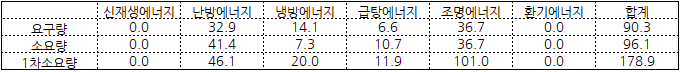 신재생에너지 난방에너지 냉방에너지 급탕에너지 조명에너지 환기에너지 합계
요구량 0.0 32.9 14.1 6.6 36.7 0.0 90.3
소요량 0.0 41.4 7.3 10.7 36.7 0.0 96.1
1차소요량 0.0 46.1 20.0 11.9 101.0 0.0 178.9